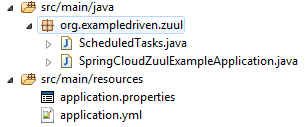 src/main/java
org.exampledriven.zuul
ScheduledTasks.java
SpringCloudZuulExampleApplication.java
src/main/resources
application.properties
application.yml